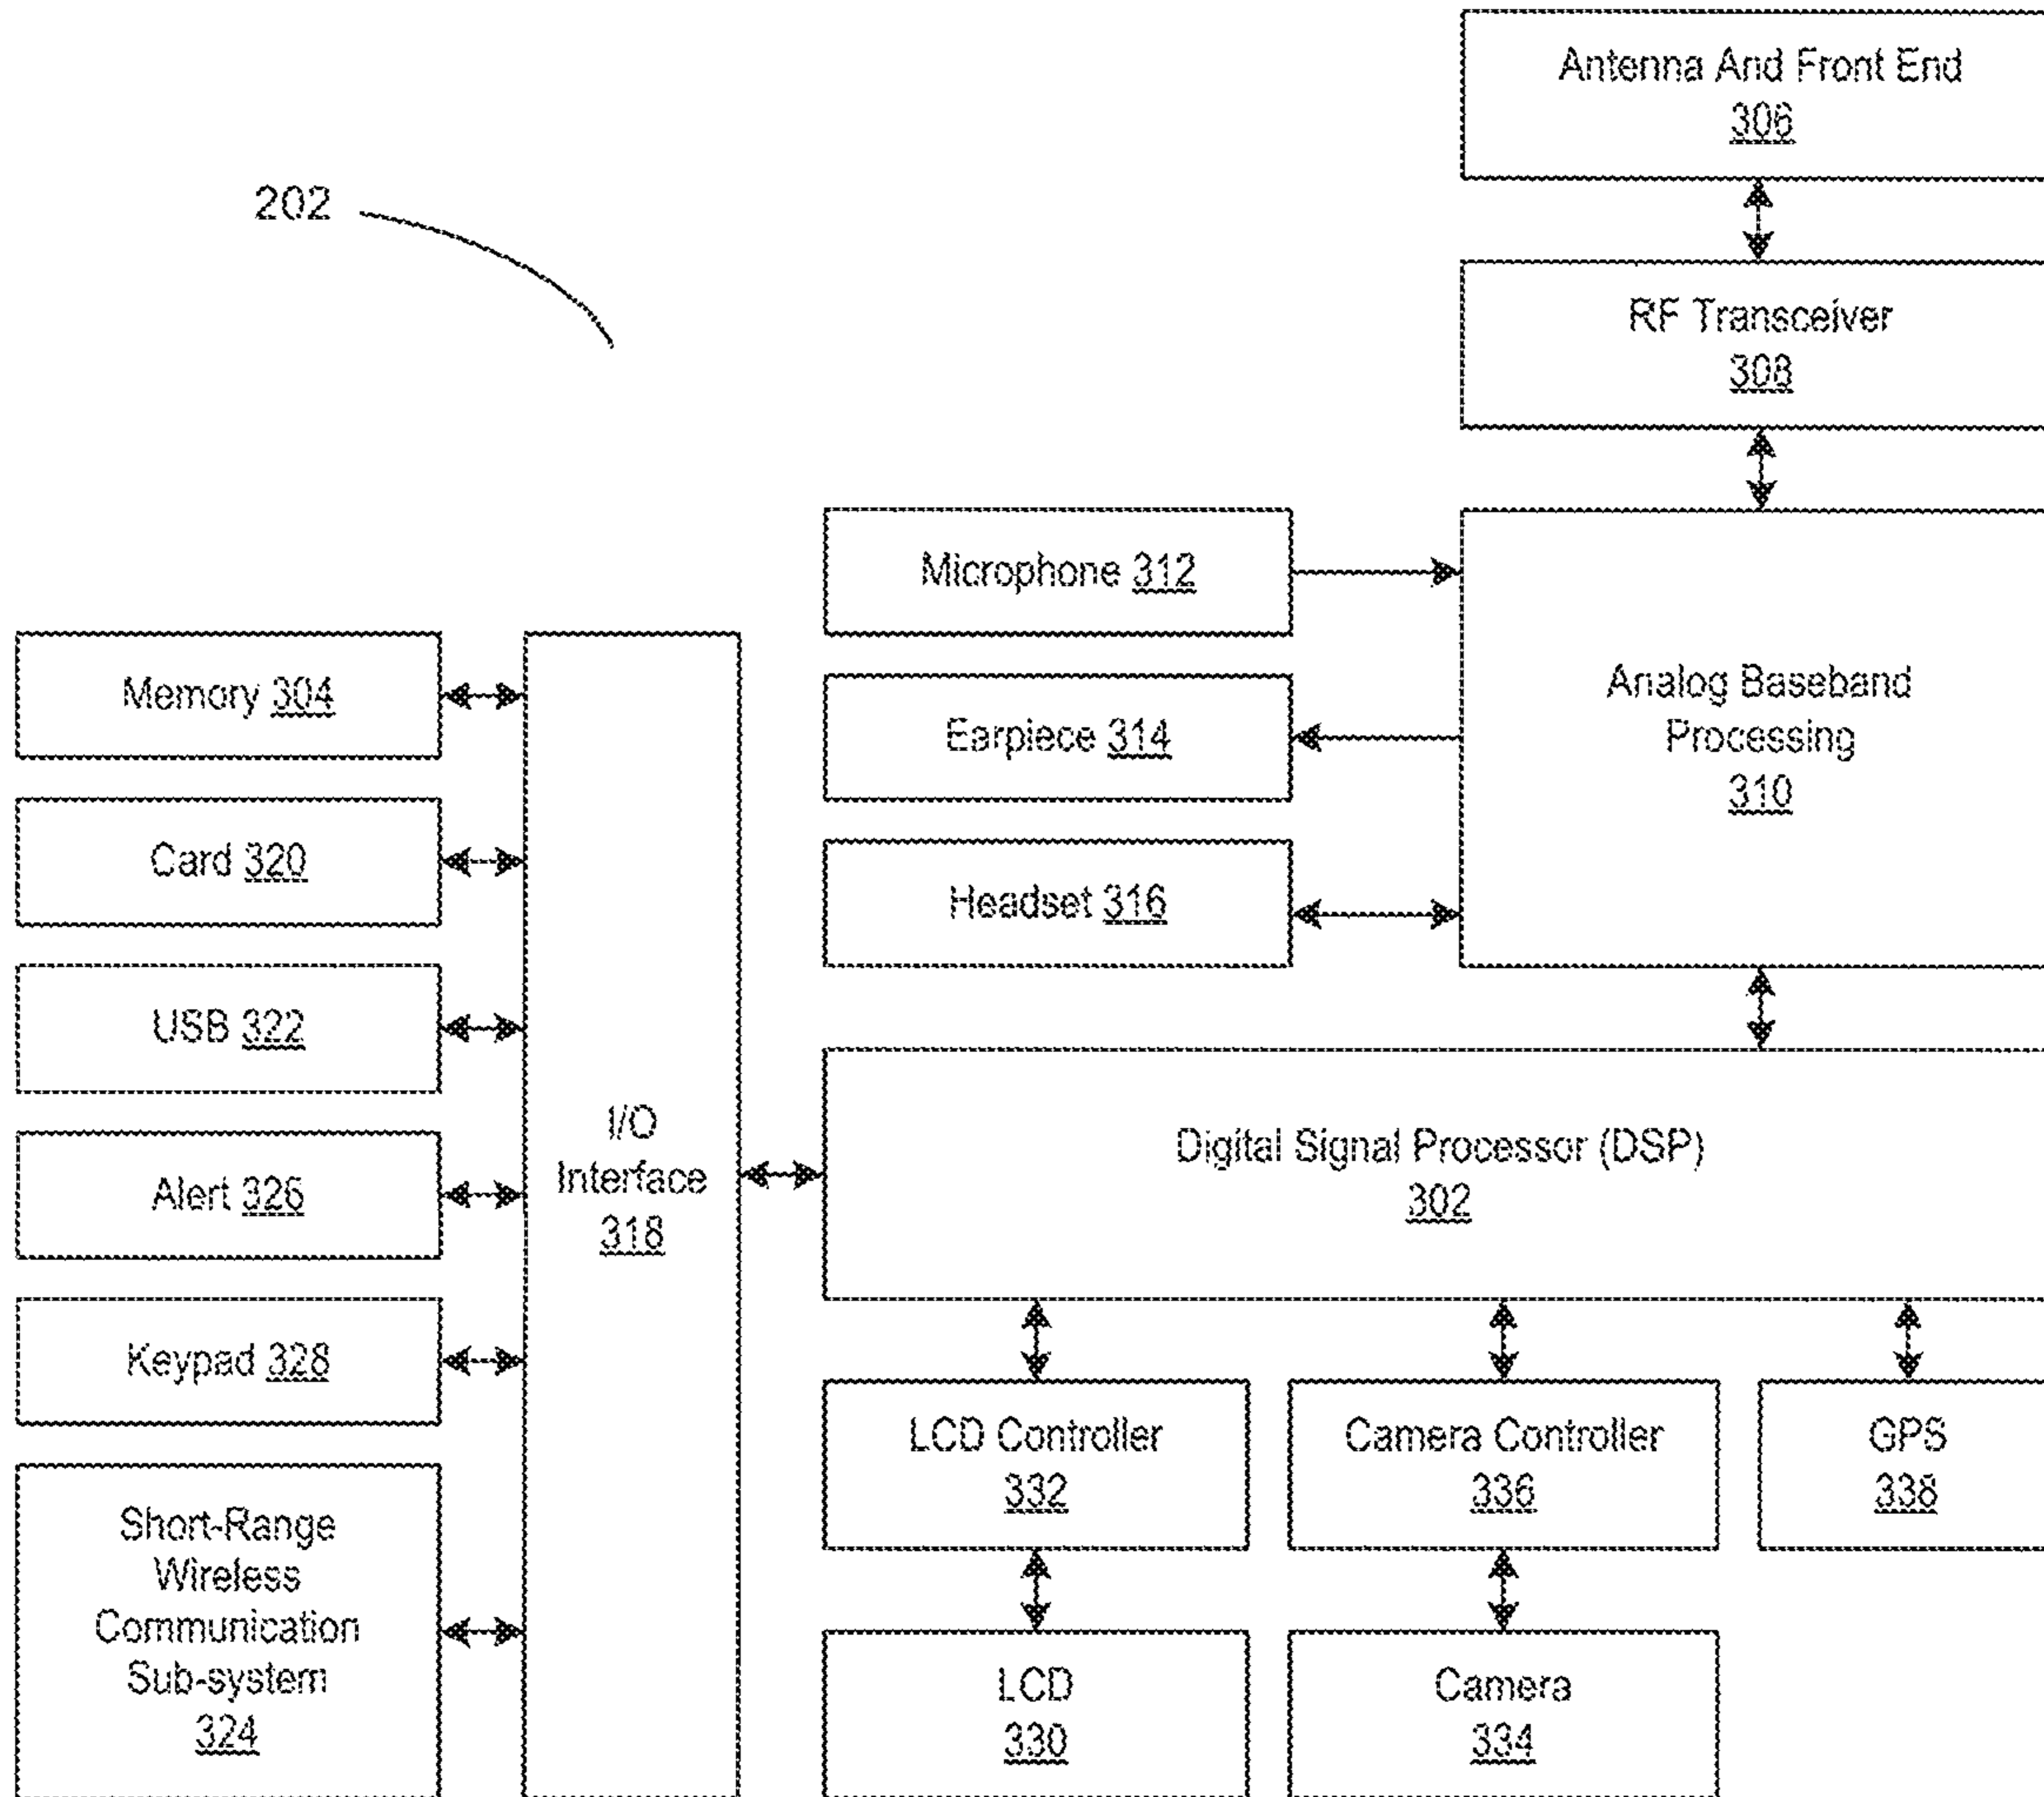 Antenna And Front End
306
202
RF Transceiver
308
Microphone 312
Analog Baseband
Processing
310
Earpiece 314
Headset 316
Memory 304
Card 320
USB 322
Alert 326
Keypad 328
Short-Range
Wireless
Communication
Sub-system
324
I/O
Interface
318
Digital Signal Processor (DSP)
302
LCD Controller
332
Camera Controller
336
GPS
338
LCD
330
Camera
334